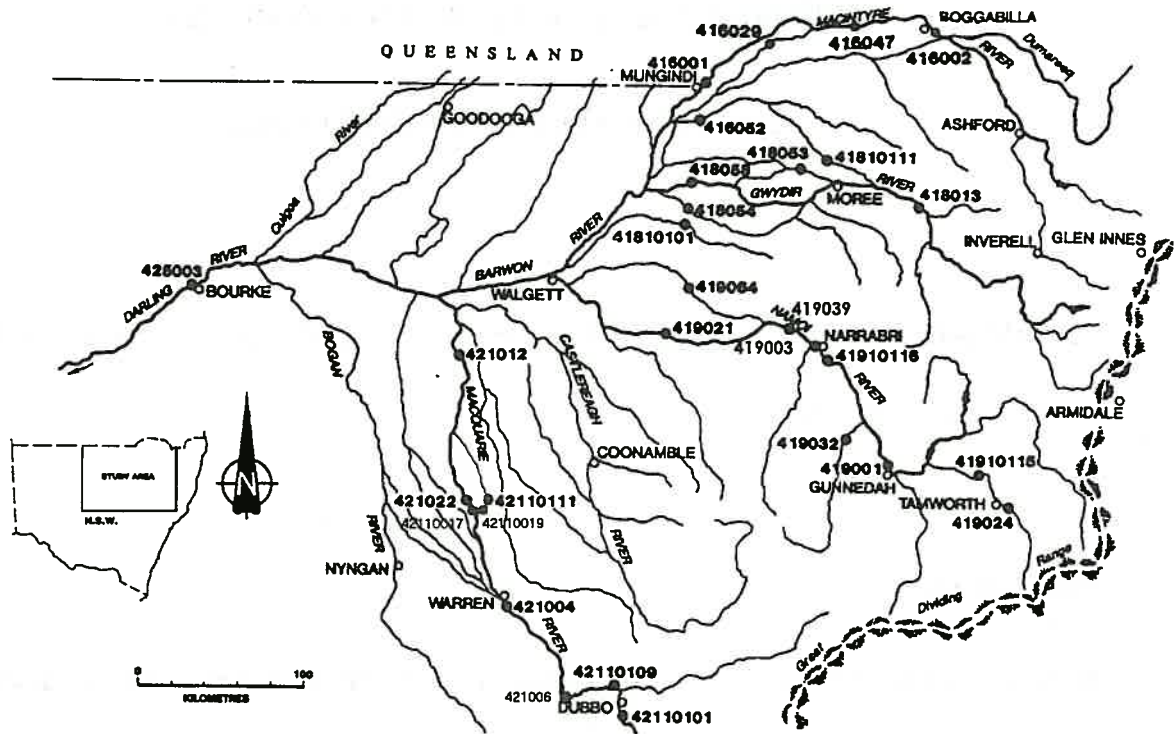 QUEENSLAND
MACINTYRE
BOGGABILLA
416029
416047
416002
RIVER
Dumaresq
416001
MUNGINDI
GOODOOGA
River
Culgoa
416052
ASHFORD
418053
41810111
418058
GWYDIR
RIVER
MOREE
418013
418054
41810101
INVERELL
GLEN INNES
RIVER
BARWON
WALGETT
RIVER
425003
DARLING
BOURKE
419064
NAMOI
419039
419021
419003
NARRABRI
41910116
RIVER
BOGAN
421012
MACQUARIE
CASTLEREAGH
COONAMBLE
ARMIDALE
419032
419001
GUNNEDAH
41910115
TAMWORTH
419024
STUDY AREA
N.S.W.
N
421022
42110111
42110017
42110019
RIVER
RIVER
NYNGAN
WARREN
421004
RIVER
Great
Dividing
Range
0 100
KILOMETRES
421006
42110109
DUBBO
42110101